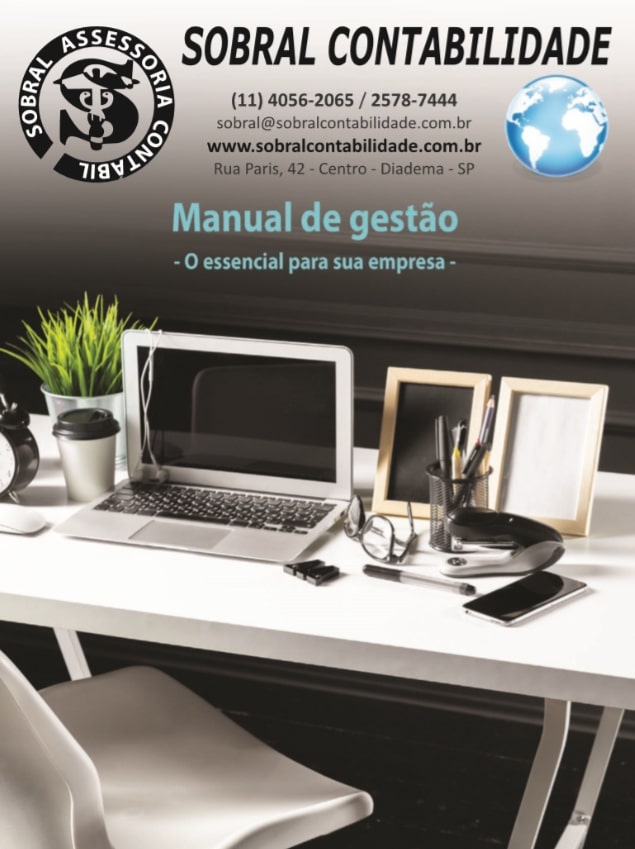 SOBRAL ASSESSORIA CONTÁBIL
S
SOBRAL CONTABILIDADE
(11) 4056-2065 / 2578-7444
sobral@sobralcontabilidade.com.br
www.sobralcontabilidade.com.br
Rua Paris, 42 - Centro - Diadema - SP
Manual de gestão
- O essencial para sua empresa -